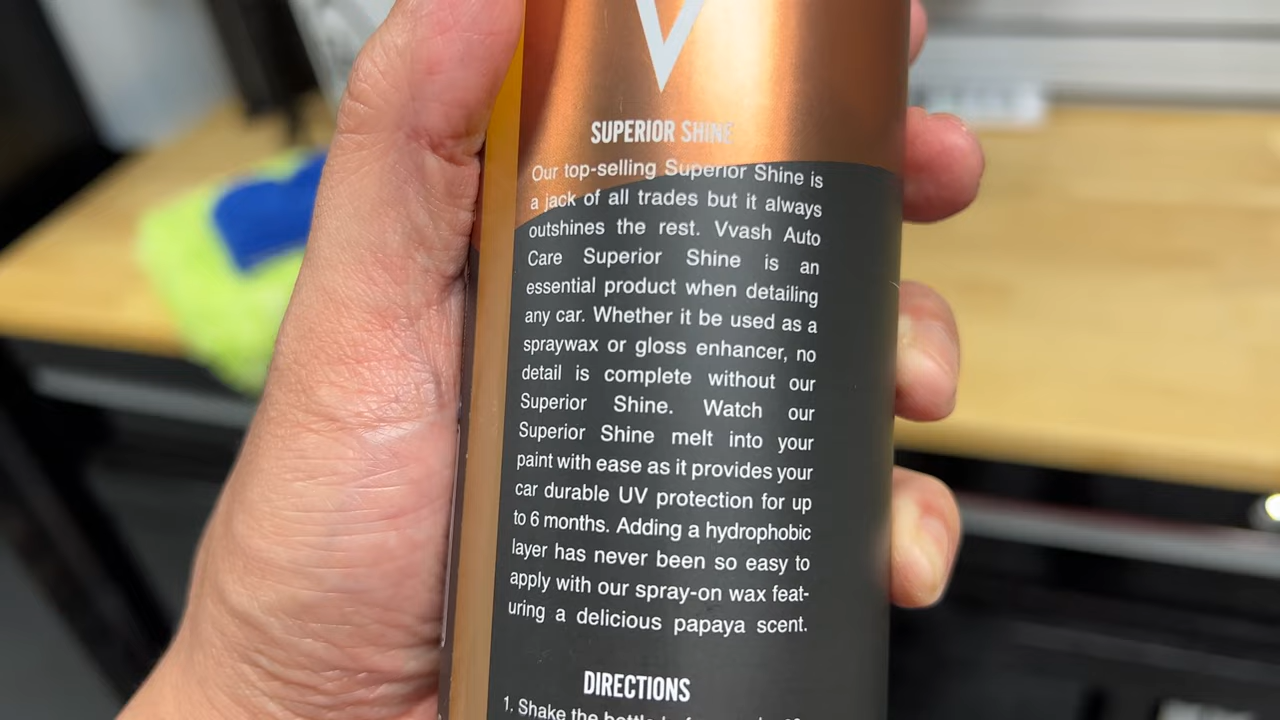 V
SUPERIOR SHINE
Our top-selling Superior Shine is
a jack of all trades but it always
outshines the rest. Vvash Auto
Care Superior Shine is an
essential product when detailing
any car. Whether it be used as a
spraywax or gloss enhancer, no
detail is complete without our
Superior Shine. Watch our
Superior Shine melt into your
paint with ease as it provides your
car durable UV protection for up
to 6 months. Adding a hydrophobic
layer has never been so easy to
apply with our spray-on wax feat-
uring a delicious papaya scent.
DIRECTIONS
1. Shake the bottle